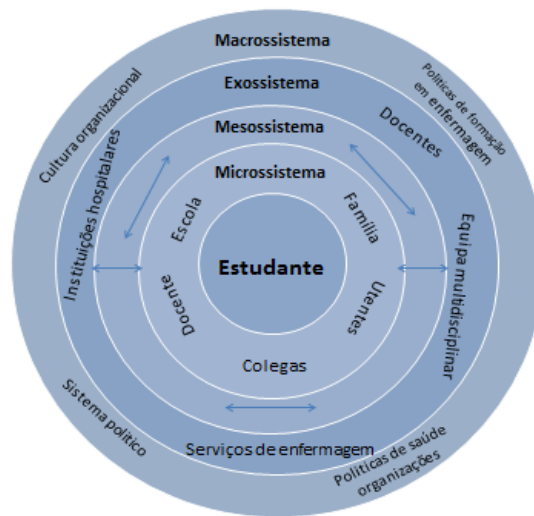 Macrossistema
Cultura organizacional
Políticas de formação
em enfermagem
Exossistema
Docentes
Instituições hospitalares
Mesossistema
Microssistema
Escola
Família
Estudante
Equipa multidisciplinar
Docente
Utentes
Colegas
Sistema político
Serviços de enfermagem
Políticas de saúde
organizações